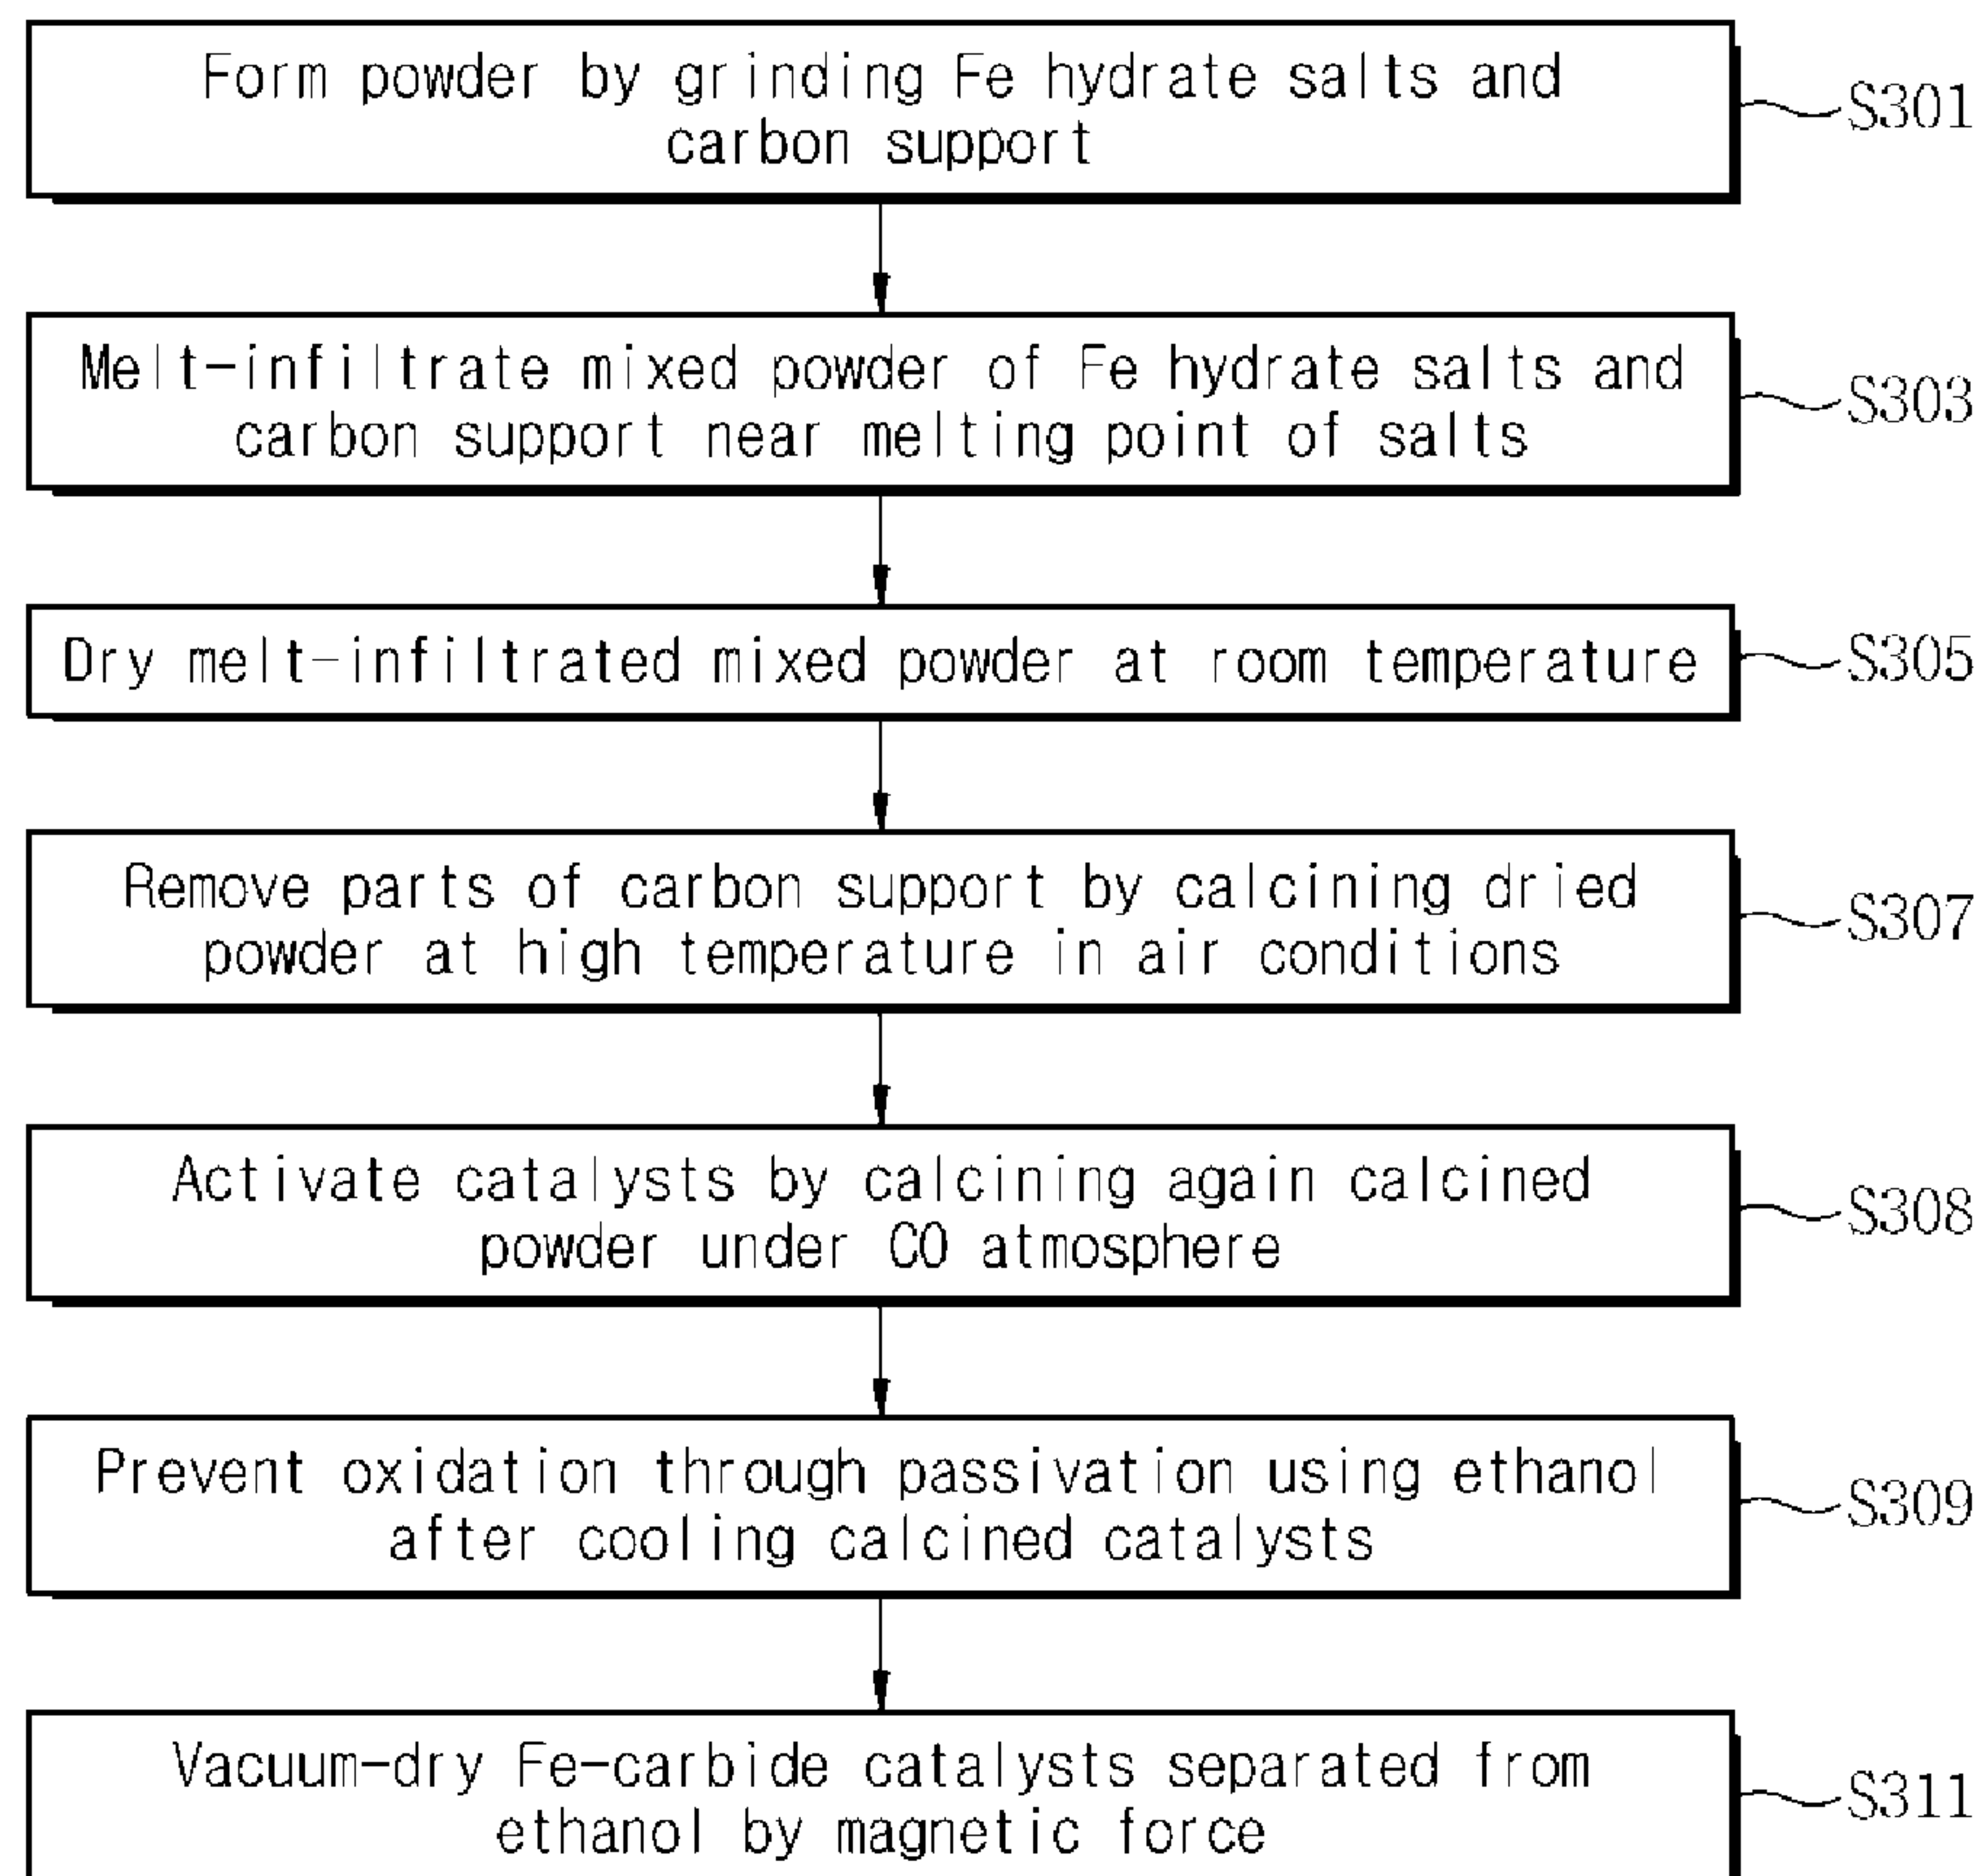 Form powder by grinding Fe hydrate salts and
carbon support
S301
Melt-infiltrate mixed powder of Fe hydrate salts and
carbon support near melting point of salts
S303
Dry melt-infiltrated mixed powder at room temperature
S305
Remove parts of carbon support by calcining dried
powder at high temperature in air conditions
S307
Activate catalysts by calcining again calcined
powder under CO atmosphere
S308
Prevent oxidation through passivation using ethanol
after cooling calcined catalysts
S309
Vacuum-dry Fe-carbide catalysts separated from
ethanol by magnetic force
S311